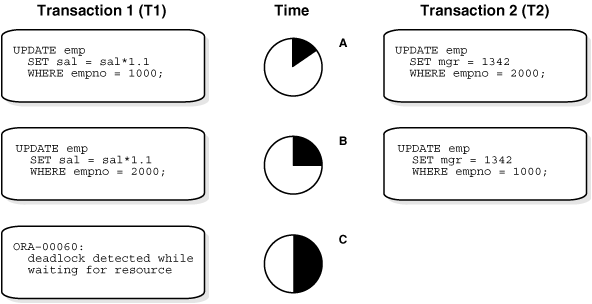 Transaction 1 (T1)
Time
Transaction 2 (T2)
UPDATE emp
SET sal = sal*1.1
WHERE empno = 1000;
A
UPDATE emp
SET mgr = 1342
WHERE empno = 2000;
UPDATE emp
SET sal = sal*1.1
WHERE empno = 2000;
B
UPDATE emp
SET mgr = 1342
WHERE empno = 1000;
ORA-00060:
deadlock detected while
waiting for resource
C